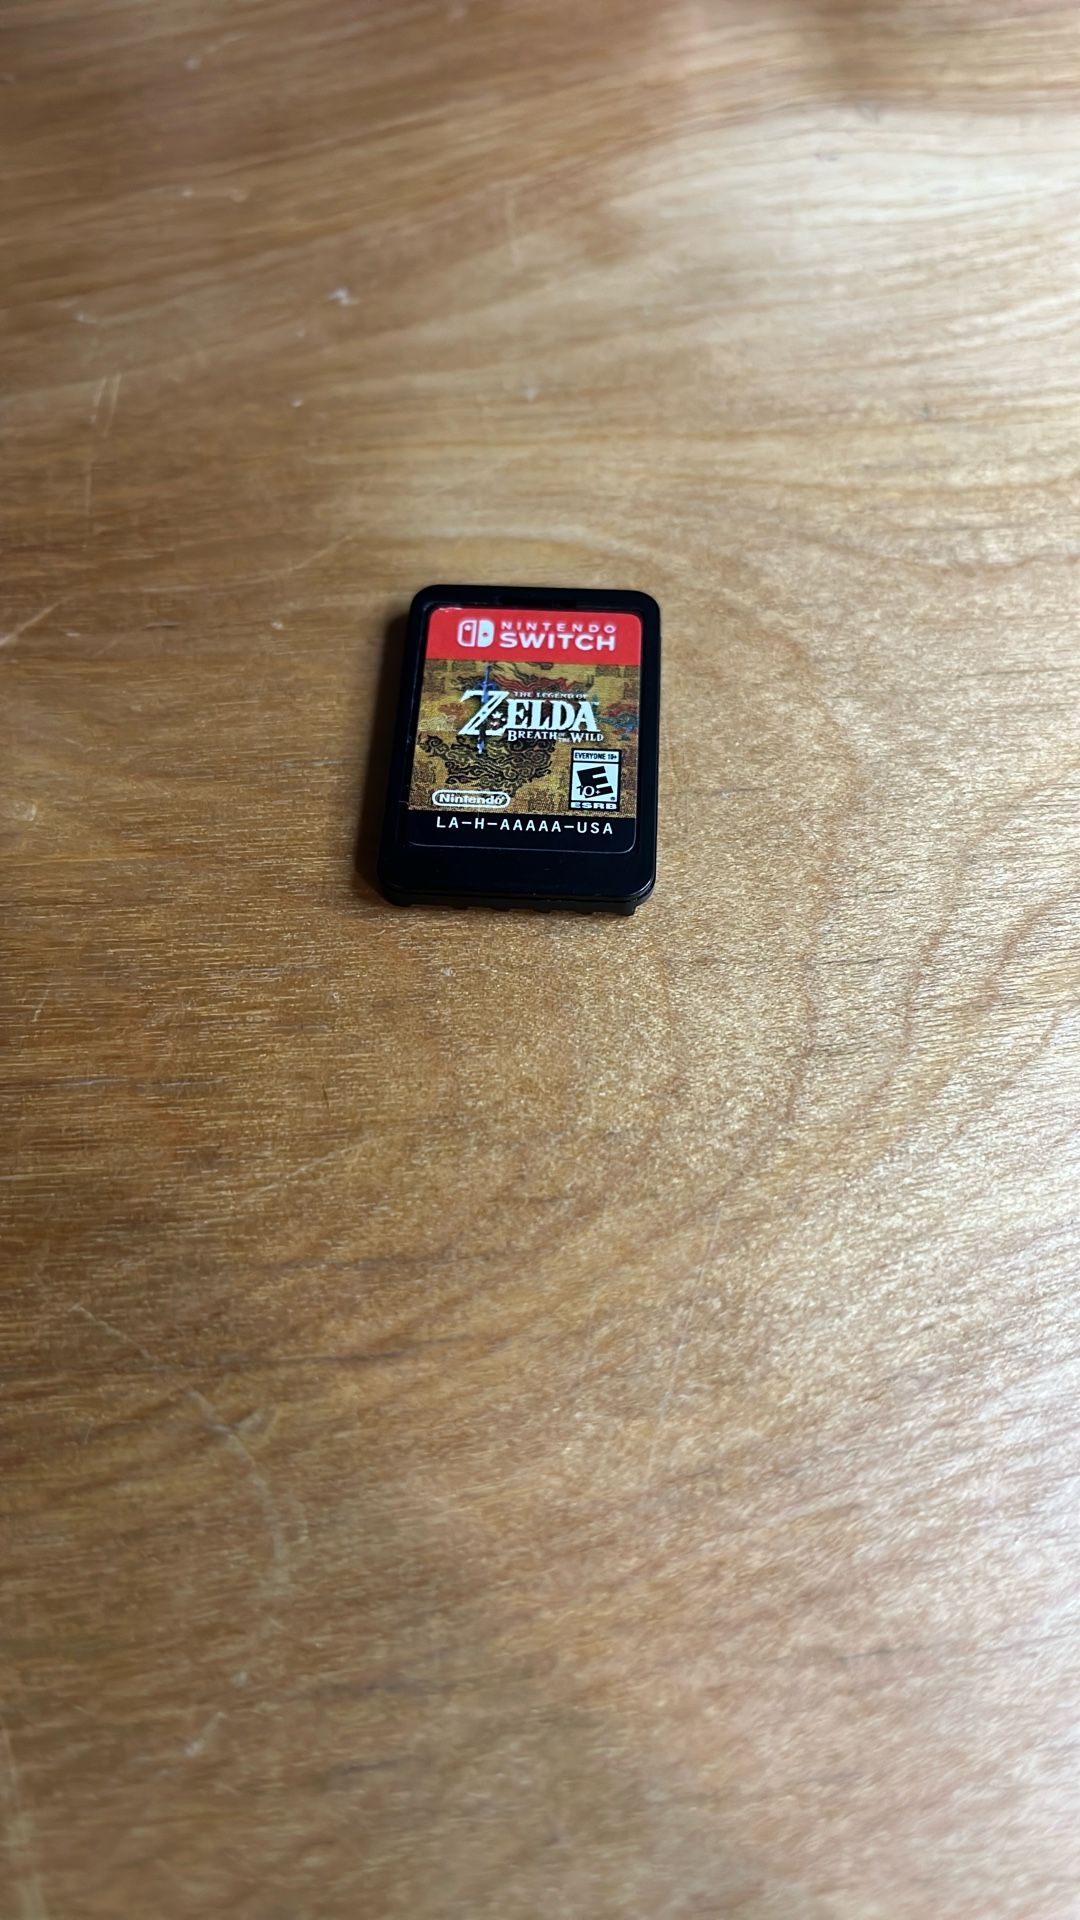 NINTENDO
SWITCH
THE LEGEND OF
ZELDA
BREATH OF THE WILD
EVERYONE 10+
E
10+
ESRB
Nintendo
LA-H-AAAAA-USA